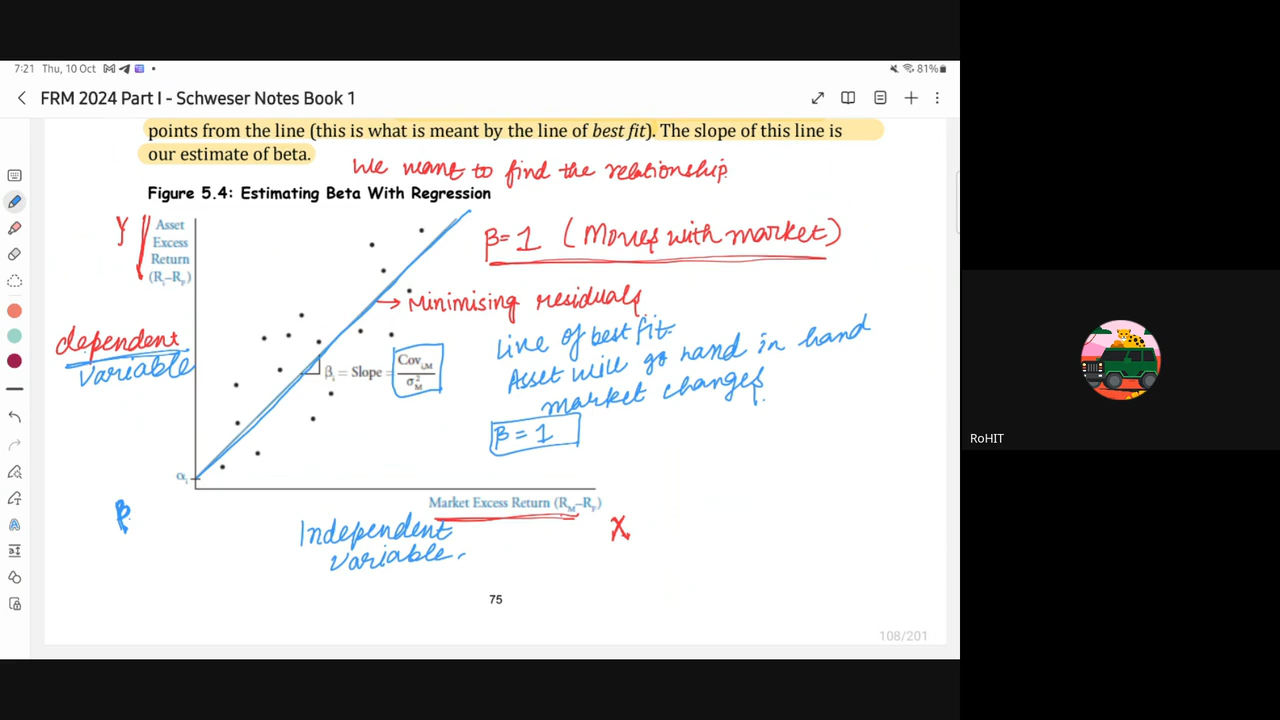 7:21 Thu, 10 Oct
81%
FRM 2024 Part I - Schweser Notes Book 1
points from the line (this is what is meant by the line of best fit). The slope of this line is
our estimate of beta.
We want to find the relationship
Figure 5.4: Estimating Beta With Regression
Y
Asset
Excess
Return
(Ri–RF)
β=1 (Moves with market)
Minimising residuals
dependent
variable
Line of best fit
Asset will go hand in hand
market changes.
βi = Slope = Covi,M
σ²M
β = 1
αi
Market Excess Return (RM–RF)
β
Independent
variable.
X
RoHIT
75
108/201